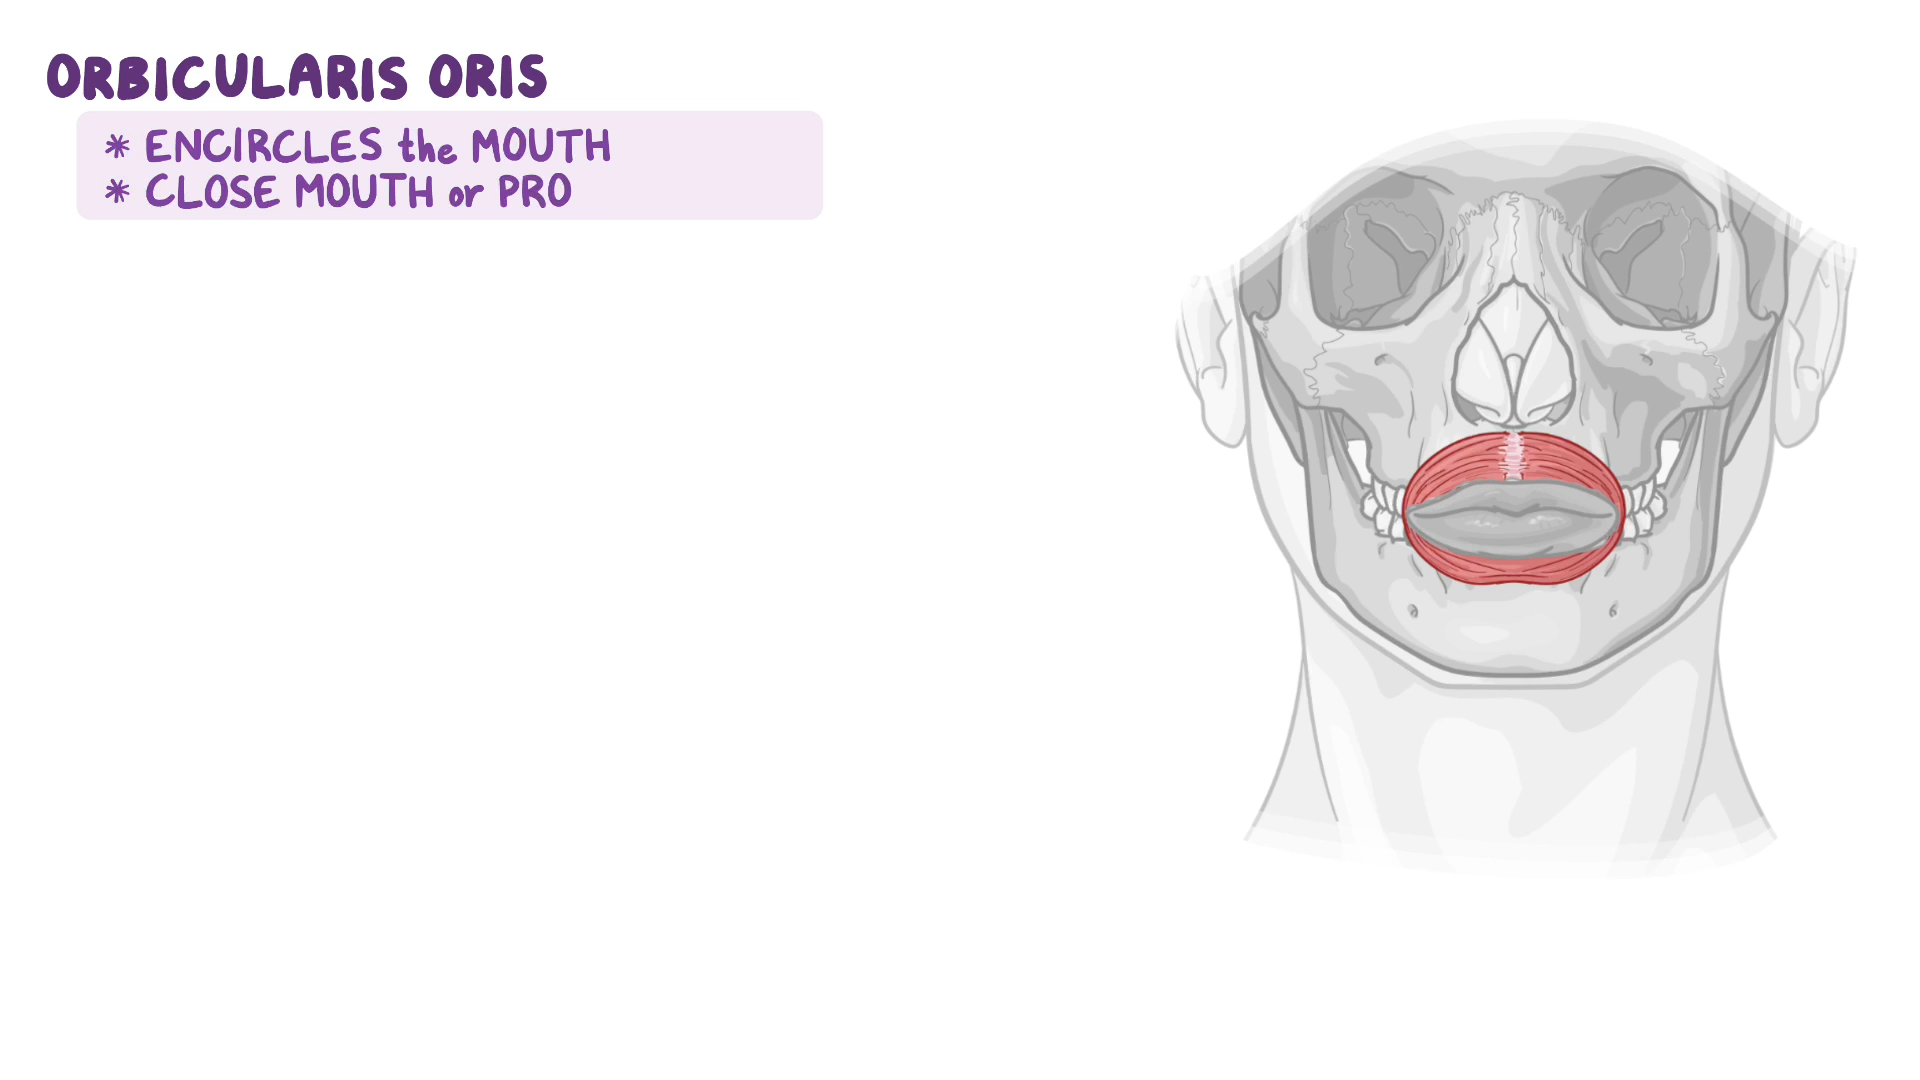 ORBICULARIS ORIS
* ENCIRCLES the MOUTH
* CLOSE MOUTH or PRO